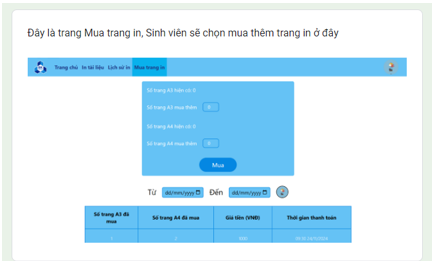 Đây là trang Mua trang in, Sinh viên sẽ chọn mua thêm trang in ở đây
Trang chủ In tài liệu Lịch sử in Mua trang in
Số trang A3 hiện có: 0
Số trang A3 mua thêm 0
Số trang A4 hiện có: 0
Số trang A4 mua thêm 0
Mua
Từ dd/mm/yyyy Đến dd/mm/yyyy
Số trang A3 đã mua Số trang A4 đã mua Giá tiền (VNĐ) Thời gian thanh toán